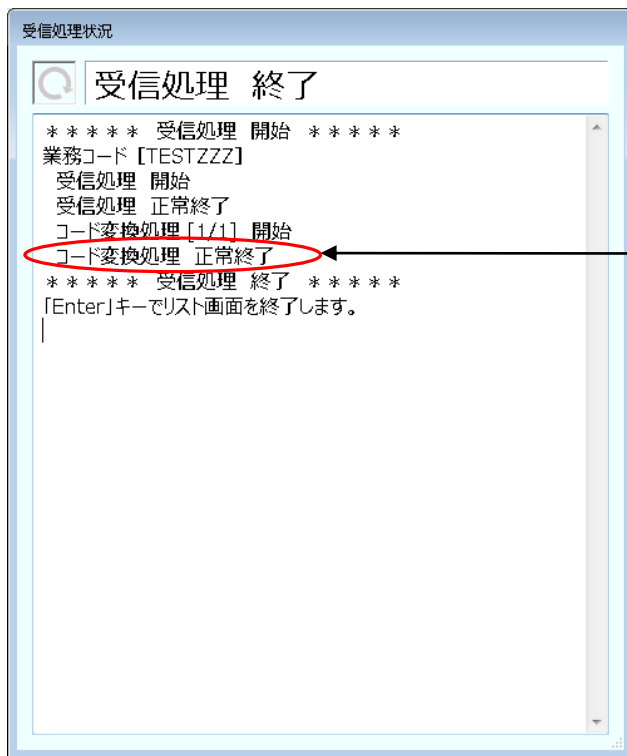 受信処理状況
受信処理 終了
＊＊＊＊＊ 受信処理 開始 ＊＊＊＊＊
業務コード [TESTZZZ]
受信処理 開始
受信処理 正常終了
コード変換処理 [1/1] 開始
コード変換処理 正常終了
＊＊＊＊＊ 受信処理 終了 ＊＊＊＊＊
「Enter」キーでリスト画面を終了します。